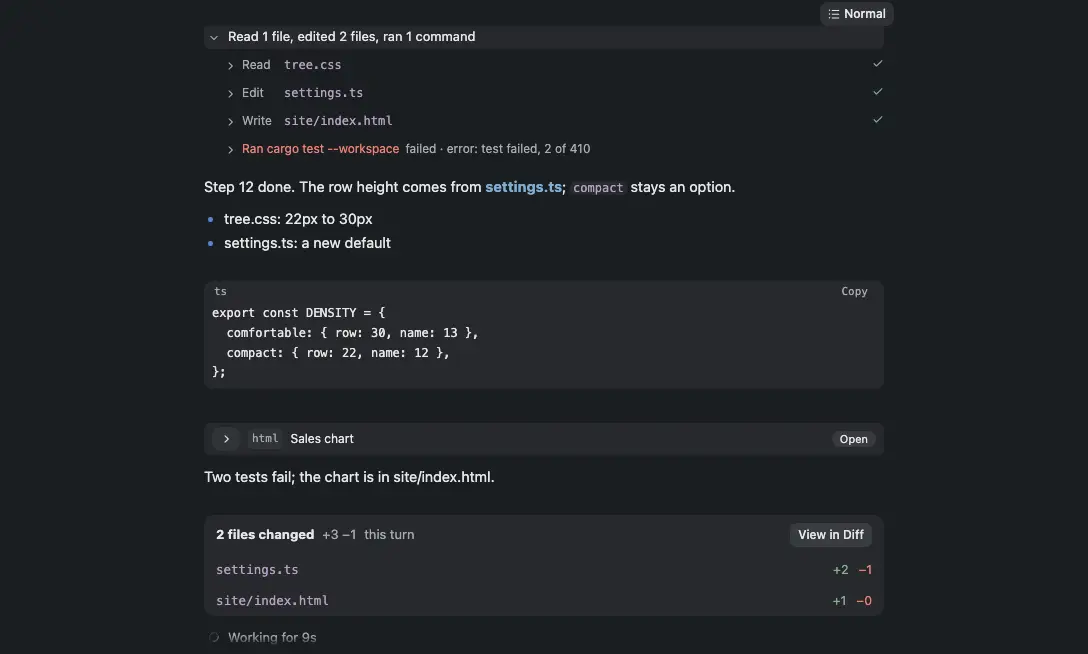 Normal
Read 1 file, edited 2 files, ran 1 command
Read tree.css
Edit settings.ts
Write site/index.html
Ran cargo test --workspace failed · error: test failed, 2 of 410
Step 12 done. The row height comes from settings.ts; compact stays an option.
• tree.css: 22px to 30px
• settings.ts: a new default
ts Copy
export const DENSITY = {
  comfortable: { row: 30, name: 13 },
  compact: { row: 22, name: 12 },
};
html Sales chart Open
Two tests fail; the chart is in site/index.html.
2 files changed +3 −1 this turn View in Diff
settings.ts +2 −1
site/index.html +1 −0
Working for 9s